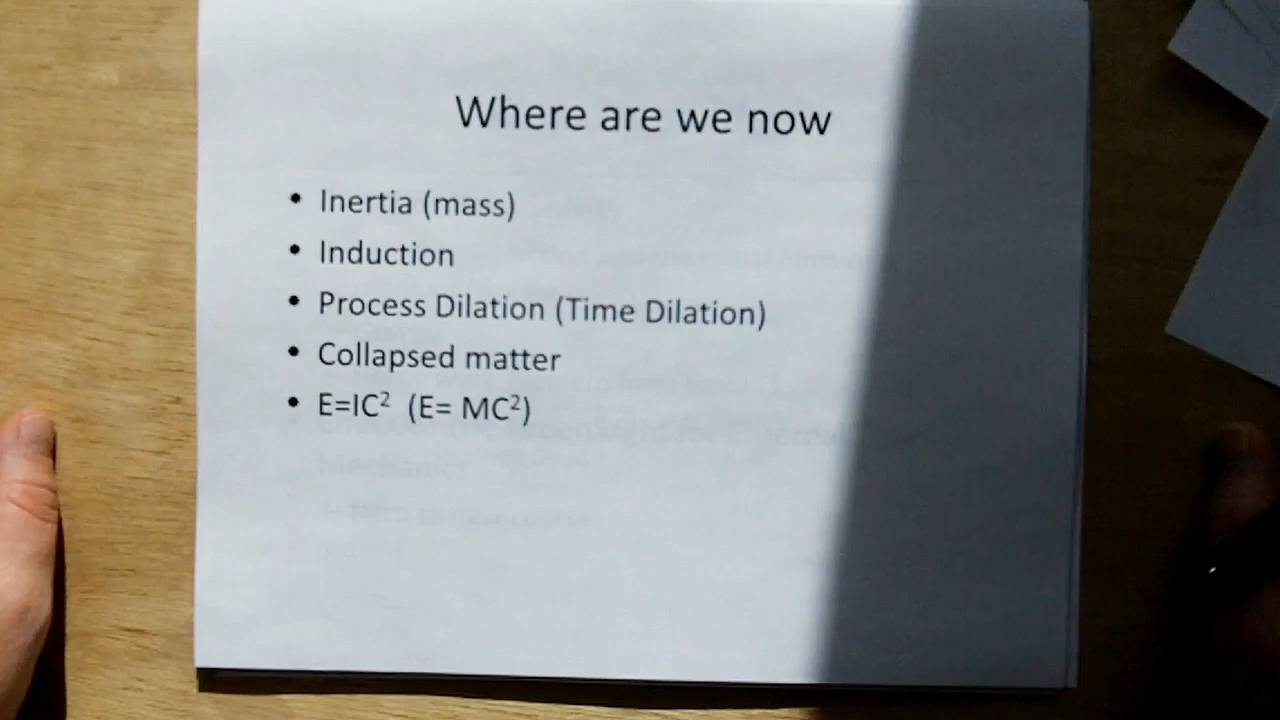 Where are we now
• Inertia (mass)
• Induction
• Process Dilation (Time Dilation)
• Collapsed matter
• E=IC² (E= MC²)